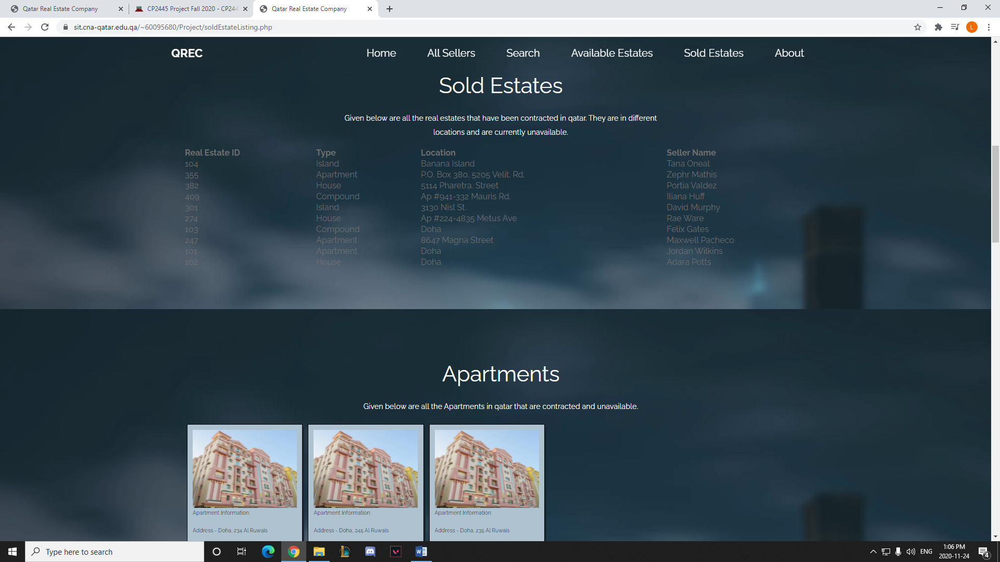 Qatar Real Estate Company
CP2445 Project Fall 2020 - CP244
Qatar Real Estate Company
sit.cna-qatar.edu.qa/~60095680/Project/soldEstateListing.php
L
QREC Home All Sellers Search Available Estates Sold Estates About
Sold Estates
Given below are all the real estates that have been contracted in qatar. They are in different
locations and are currently unavailable.
Real Estate ID Type Location Seller Name
104 Island Banana Island Tana Oneal
355 Apartment P.O. Box 380, 5205 Velit. Rd. Zephr Mathis
382 House 5114 Pharetra. Street Portia Valdez
409 Compound Ap #941-332 Mauris Rd. Iliana Huff
301 Island 3130 Nisl St. David Murphy
274 House Ap #224-4835 Metus Ave Rae Ware
103 Compound Doha Felix Gates
247 Apartment 8647 Magna Street Maxwell Pacheco
101 Apartment Doha Jordan Wilkins
102 House Doha Adara Potts
Apartments
Given below are all the Apartments in qatar that are contracted and unavailable.
Apartment Information: Apartment Information: Apartment Information:
Address - Doha, 234 Al Ruwais Address - Doha, 245 Al Ruwais Address - Doha, 235 Al Ruwais
Type here to search
ENG
1:06 PM
2020-11-24
4